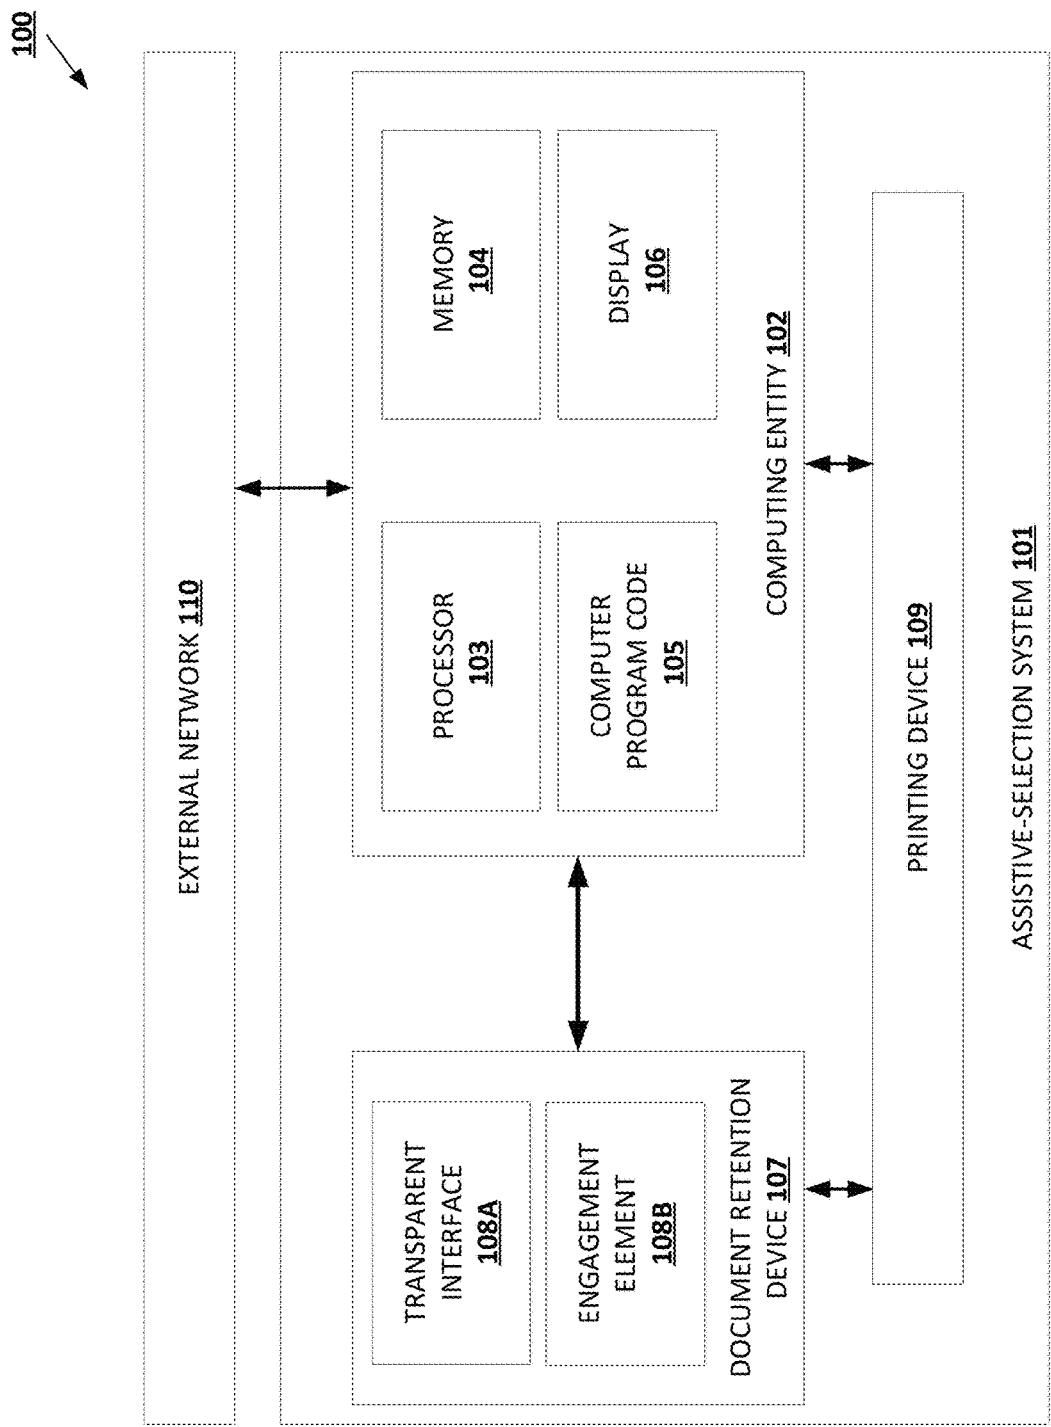 100
EXTERNAL NETWORK 110
TRANSPARENT
INTERFACE
108A
ENGAGEMENT
ELEMENT
108B
DOCUMENT RETENTION
DEVICE 107
PROCESSOR
103
MEMORY
104
COMPUTER
PROGRAM CODE
105
DISPLAY
106
COMPUTING ENTITY 102
PRINTING DEVICE 109
ASSISTIVE-SELECTION SYSTEM 101